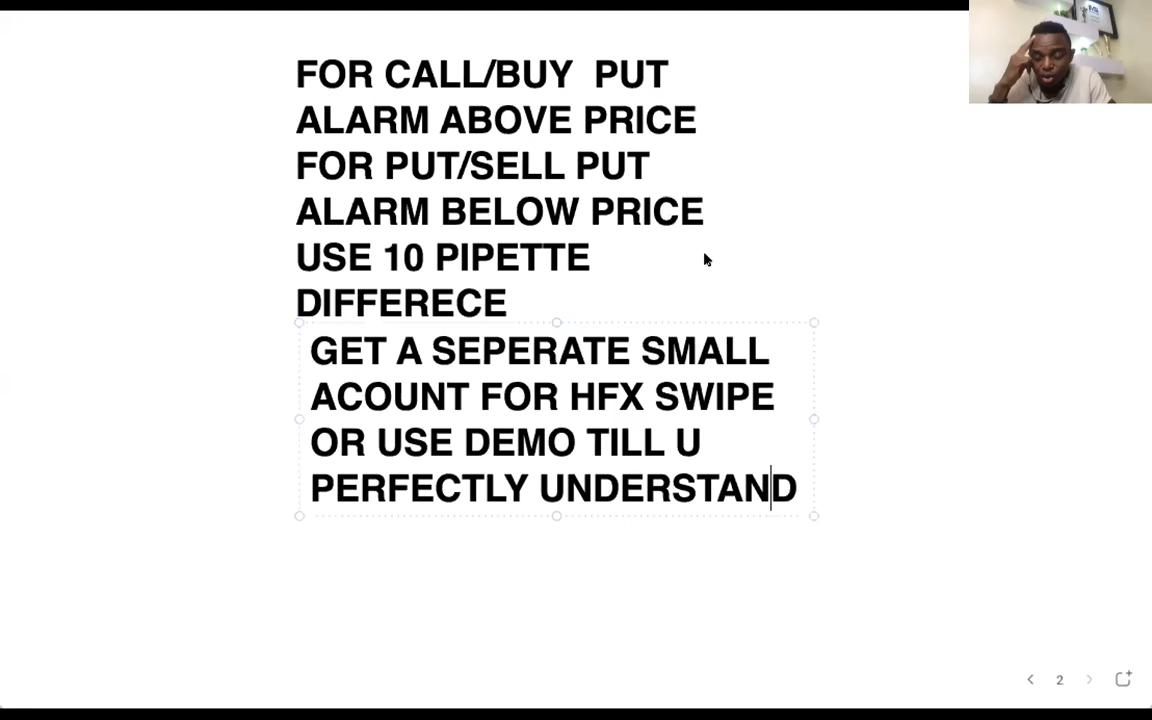 FOR CALL/BUY  PUT
ALARM ABOVE PRICE
FOR PUT/SELL PUT
ALARM BELOW PRICE
USE 10 PIPETTE
DIFFERECE
GET A SEPERATE SMALL
ACOUNT FOR HFX SWIPE
OR USE DEMO TILL U
PERFECTLY UNDERSTAND
2